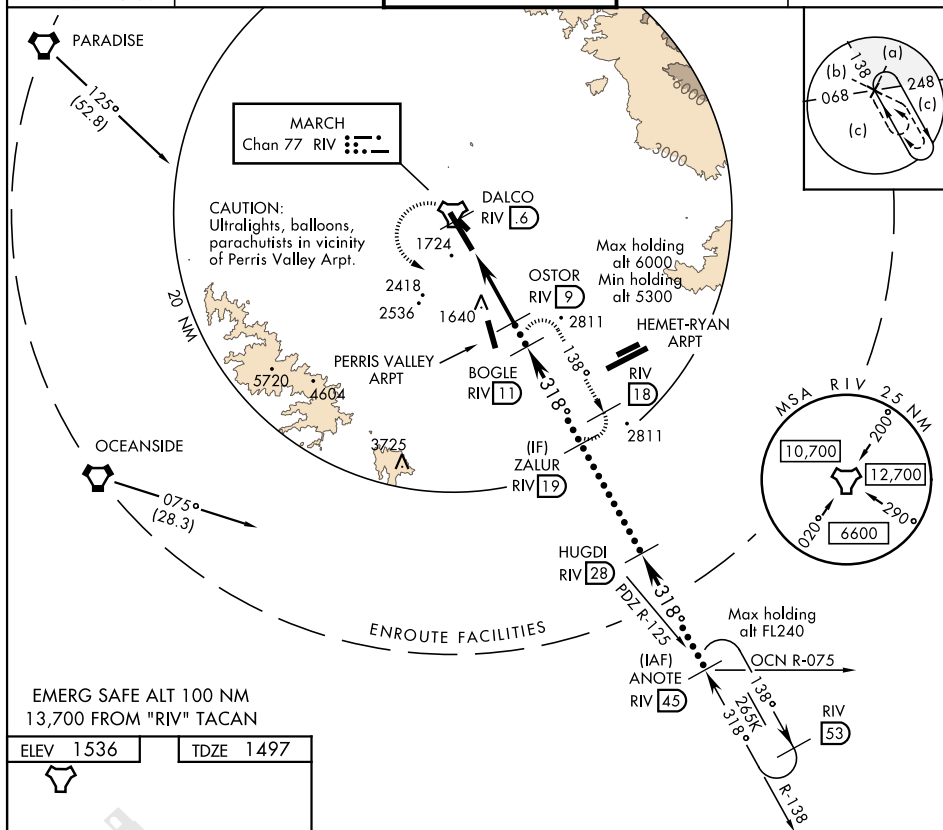 PARADISE
125°
(52.8)
MARCH
Chan 77 RIV
6000
3000
138
(a)
(b)
068
248
(c)
(c)
DALCO
RIV .6
CAUTION:
Ultralights, balloons,
parachutists in vicinity
of Perris Valley Arpt.
1724
2418
2536
1640
20 NM
OSTOR
RIV 9
Max holding
alt 6000
Min holding
alt 5300
2811
HEMET-RYAN
ARPT
PERRIS VALLEY
ARPT
BOGLE
RIV 11
138°
318°
RIV
18
2811
5720
4604
3725
(IF)
ZALUR
RIV 19
OCEANSIDE
075°
(28.3)
MSA RIV 25 NM
200°
10,700
12,700
020°
290°
6600
HUGDI
RIV 28
318°
PDZ R-125
ENROUTE FACILITIES
Max holding
alt FL240
(IAF)
ANOTE
RIV 45
OCN R-075
138°
265K
318°
RIV
53
R-138
EMERG SAFE ALT 100 NM
13,700 FROM "RIV" TACAN
ELEV 1536
TDZE 1497